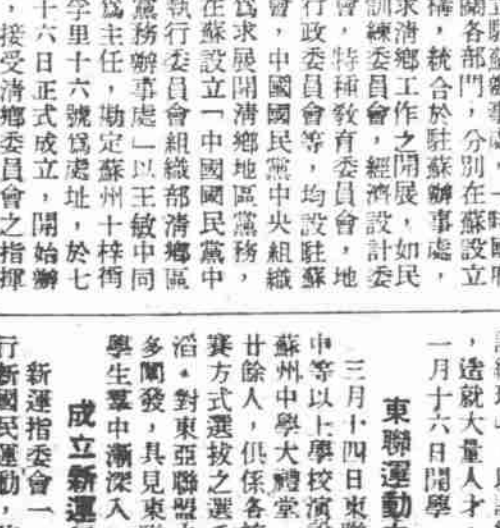 關各部門，分別在蘇設立
構，統合於駐蘇辦事處，
求淸鄉工作之開展，如民
訓練委員會，經濟設計委
會，特種敎育委員會，地
行政委員會等，均設駐蘇
會，中國國民黨中央組織
爲求展開淸鄉地區黨務，
在蘇設立「中國國民黨中
執行委員會組織部淸鄉區
黨務辦事處」以王敏中同
爲主任，勘定蘇州十梓街
里十六號爲處址，於七
十六日正式成立，開始辦
，接受淸鄉委員會之指揮
，造就大量人才
一月十六日開學
東聯運動
三月十四日東
中等以上學校演
蘇州中學大禮堂
廿餘人，俱係各
賽方式選拔之選
滔。對東亞聯盟
多闡發，具見東
學生羣中漸深入
成立新運
新運指委會一
行新國民運動，